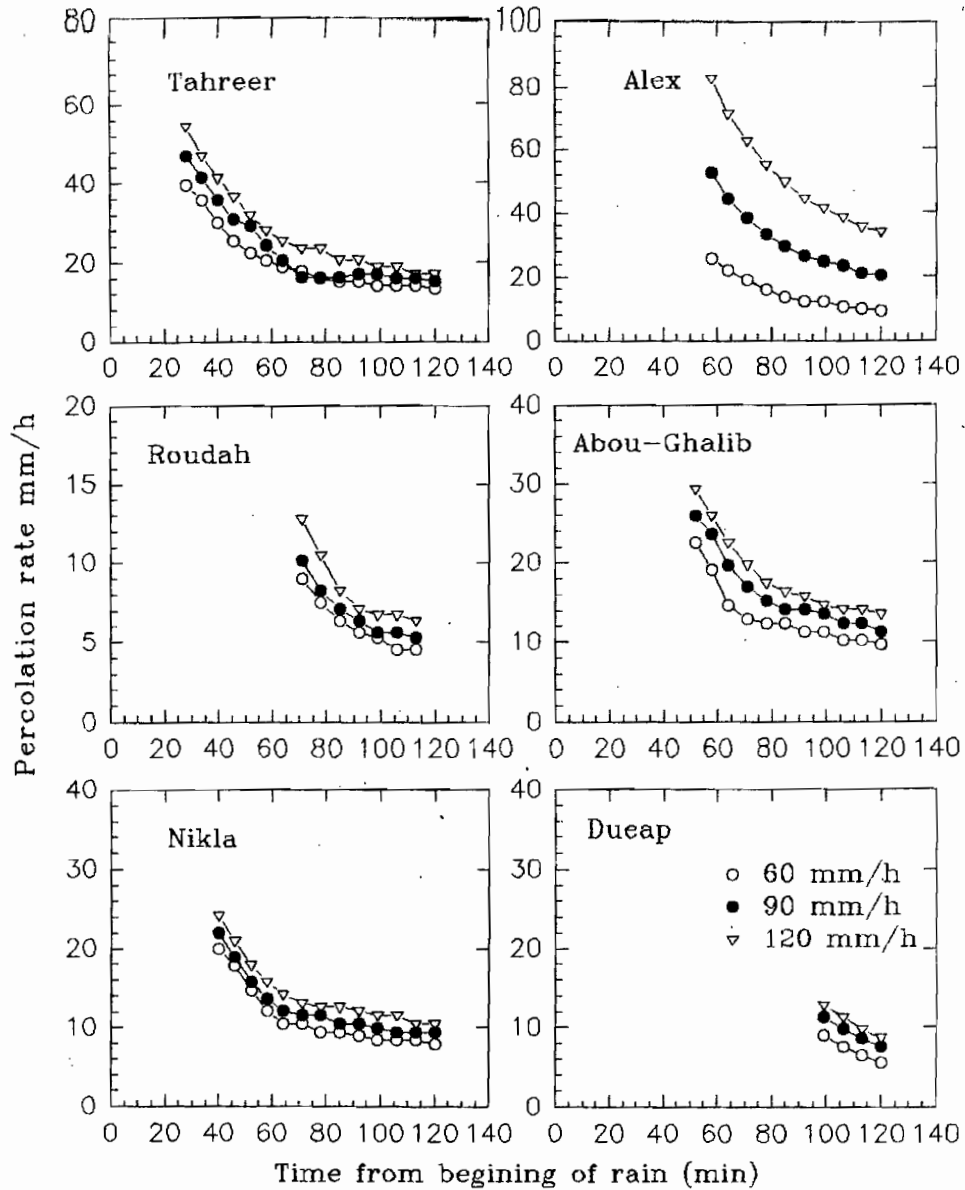 Percolation rate mm/h
80
60
40
20
0
Tahreer
0 20 40 60 80 100 120 140
100
80
60
40
20
0
Alex
0 20 40 60 80 100 120 140
20
15
10
5
0
Roudah
0 20 40 60 80 100 120 140
40
30
20
10
0
Abou-Ghalib
0 20 40 60 80 100 120 140
40
30
20
10
0
Nikla
0 20 40 60 80 100 120 140
40
30
20
10
0
Dueap
60 mm/h
90 mm/h
120 mm/h
0 20 40 60 80 100 120 140
Time from begining of rain (min)